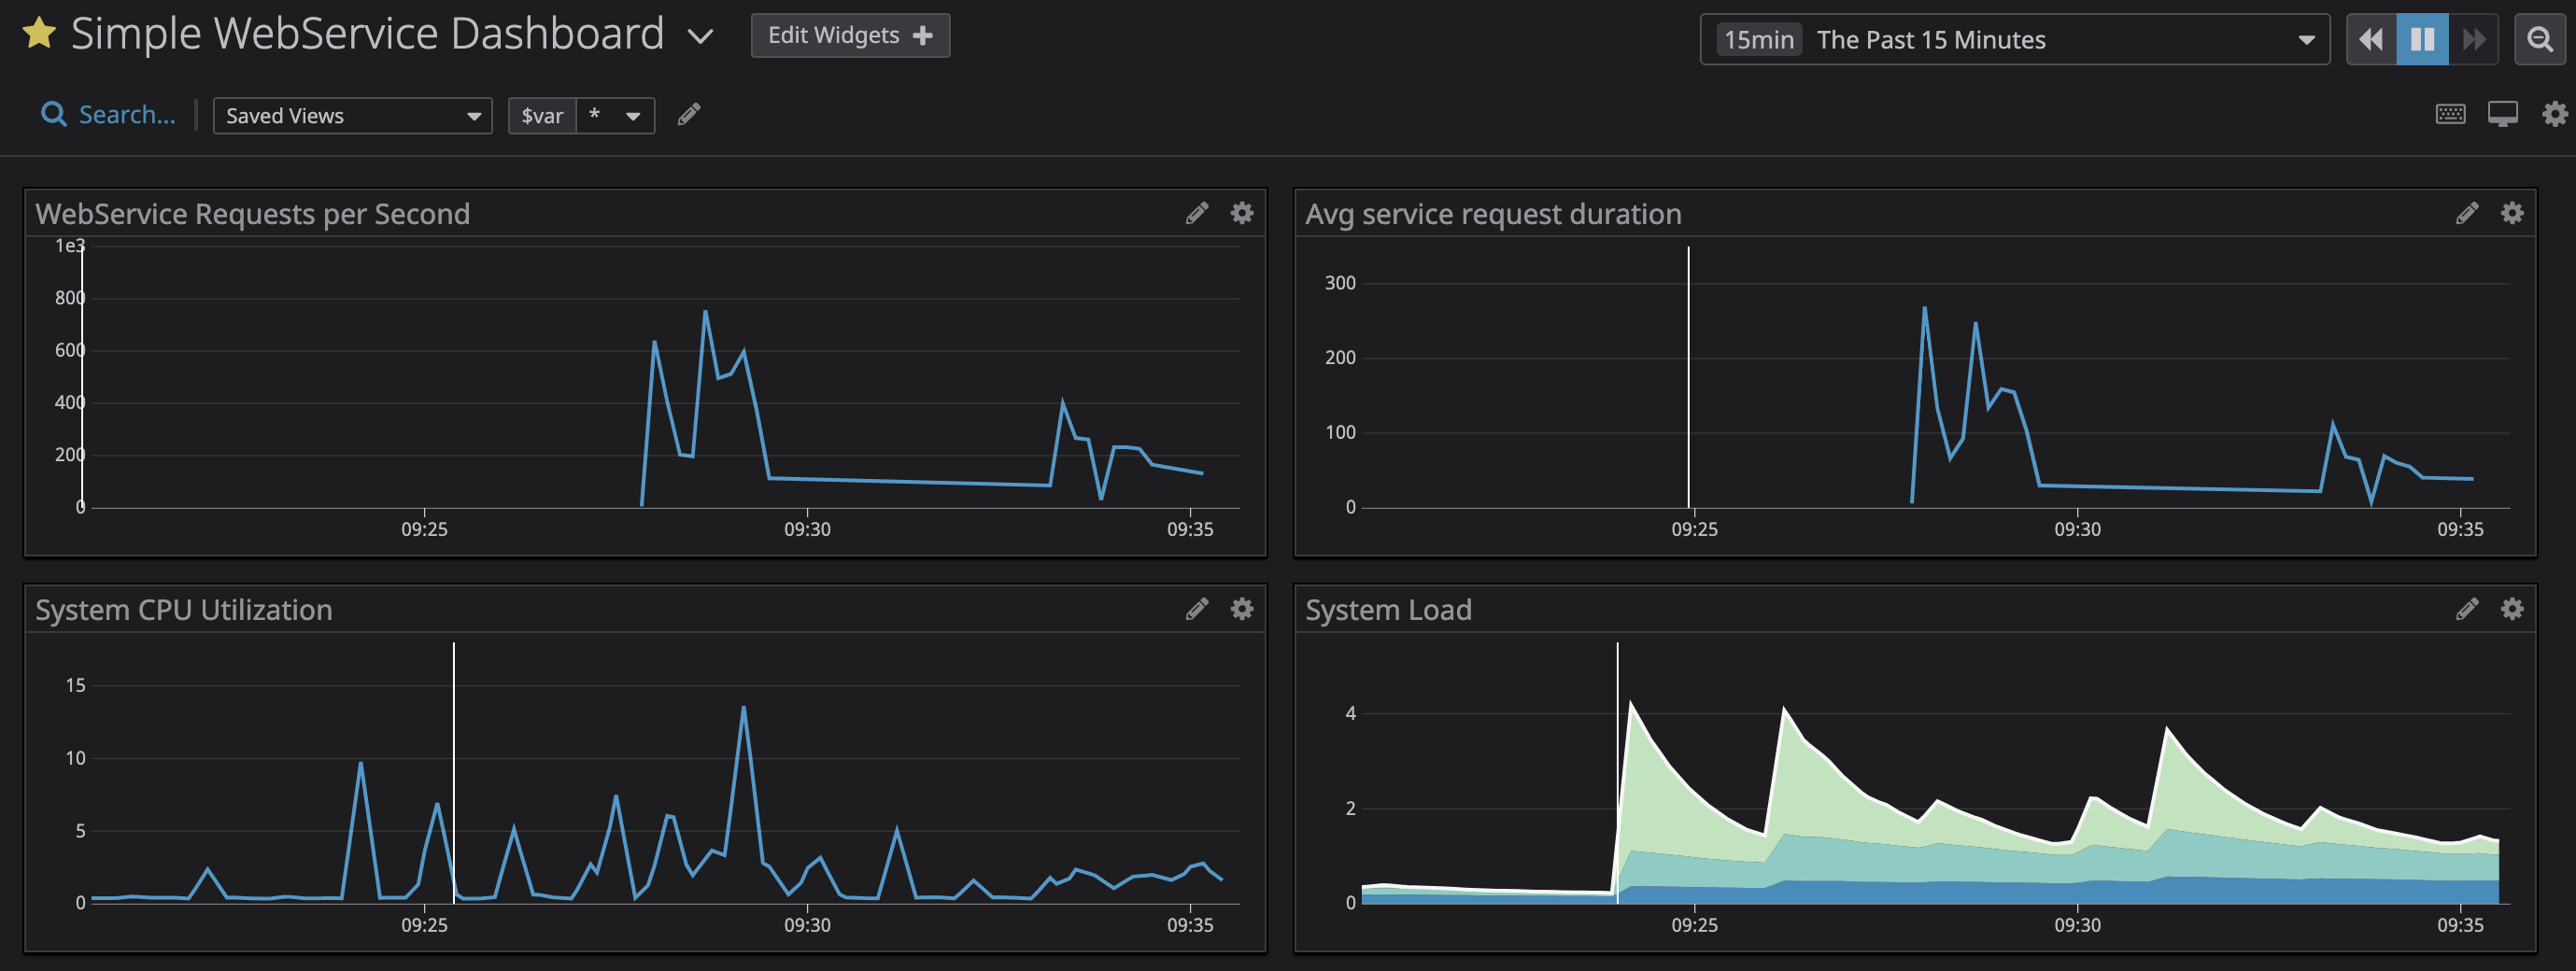 Simple WebService Dashboard
Edit Widgets
15min The Past 15 Minutes
Search...
Saved Views
$var *
WebService Requests per Second
1e3
800
600
400
200
0
09:25 09:30 09:35
Avg service request duration
300
200
100
0
09:25 09:30 09:35
System CPU Utilization
15
10
5
0
09:25 09:30 09:35
System Load
4
2
0
09:25 09:30 09:35